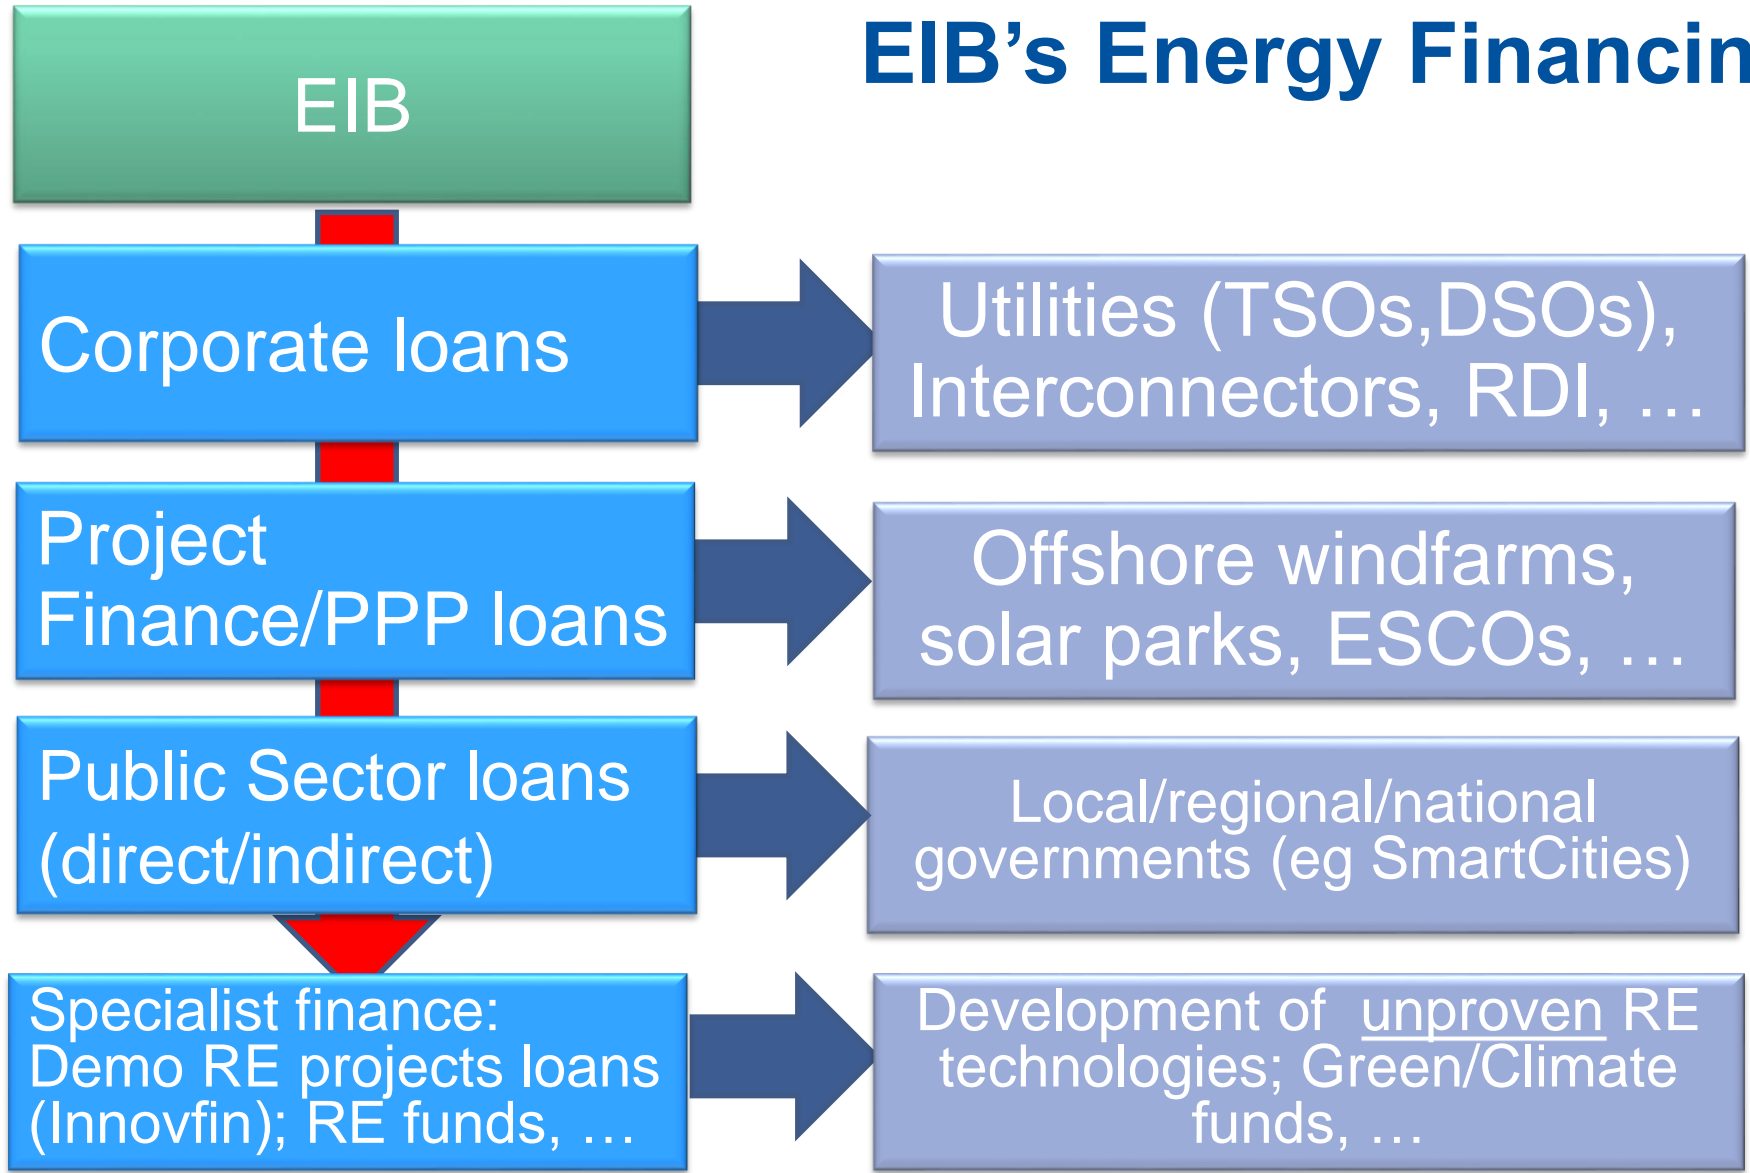 EIB’s Energy Financin
EIB
Corporate loans
Utilities (TSOs,DSOs),
Interconnectors, RDI, …
Project
Finance/PPP loans
Offshore windfarms,
solar parks, ESCOs, …
Public Sector loans
(direct/indirect)
Local/regional/national
governments (eg SmartCities)
Specialist finance:
Demo RE projects loans
(Innovfin); RE funds, …
Development of unproven RE
technologies; Green/Climate
funds, …